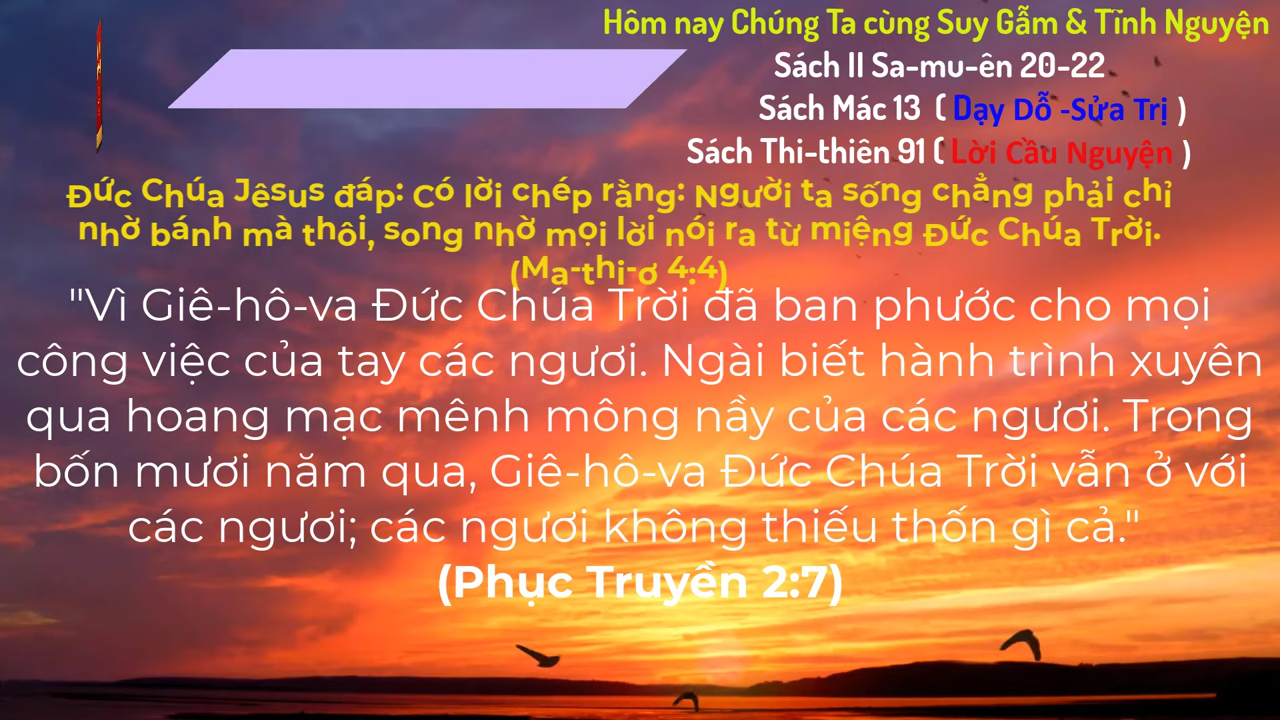 Hôm nay Chúng Ta cùng Suy Gẫm & Tĩnh Nguyện
Sách II Sa-mu-ên 20-22
Sách Mác 13 ( Dạy Dỗ -Sửa Trị )
Sách Thi-thiên 91 ( Lời Cầu Nguyện )
Đức Chúa Jêsus đáp: Có lời chép rằng: Người ta sống chẳng phải chỉ
nhờ bánh mà thôi, song nhờ mọi lời nói ra từ miệng Đức Chúa Trời.
(Ma-thi-ơ 4:4)
"Vì Giê-hô-va Đức Chúa Trời đã ban phước cho mọi
công việc của tay các ngươi. Ngài biết hành trình xuyên
qua hoang mạc mênh mông nầy của các ngươi. Trong
bốn mươi năm qua, Giê-hô-va Đức Chúa Trời vẫn ở với
các ngươi; các ngươi không thiếu thốn gì cả."
(Phục Truyền 2:7)